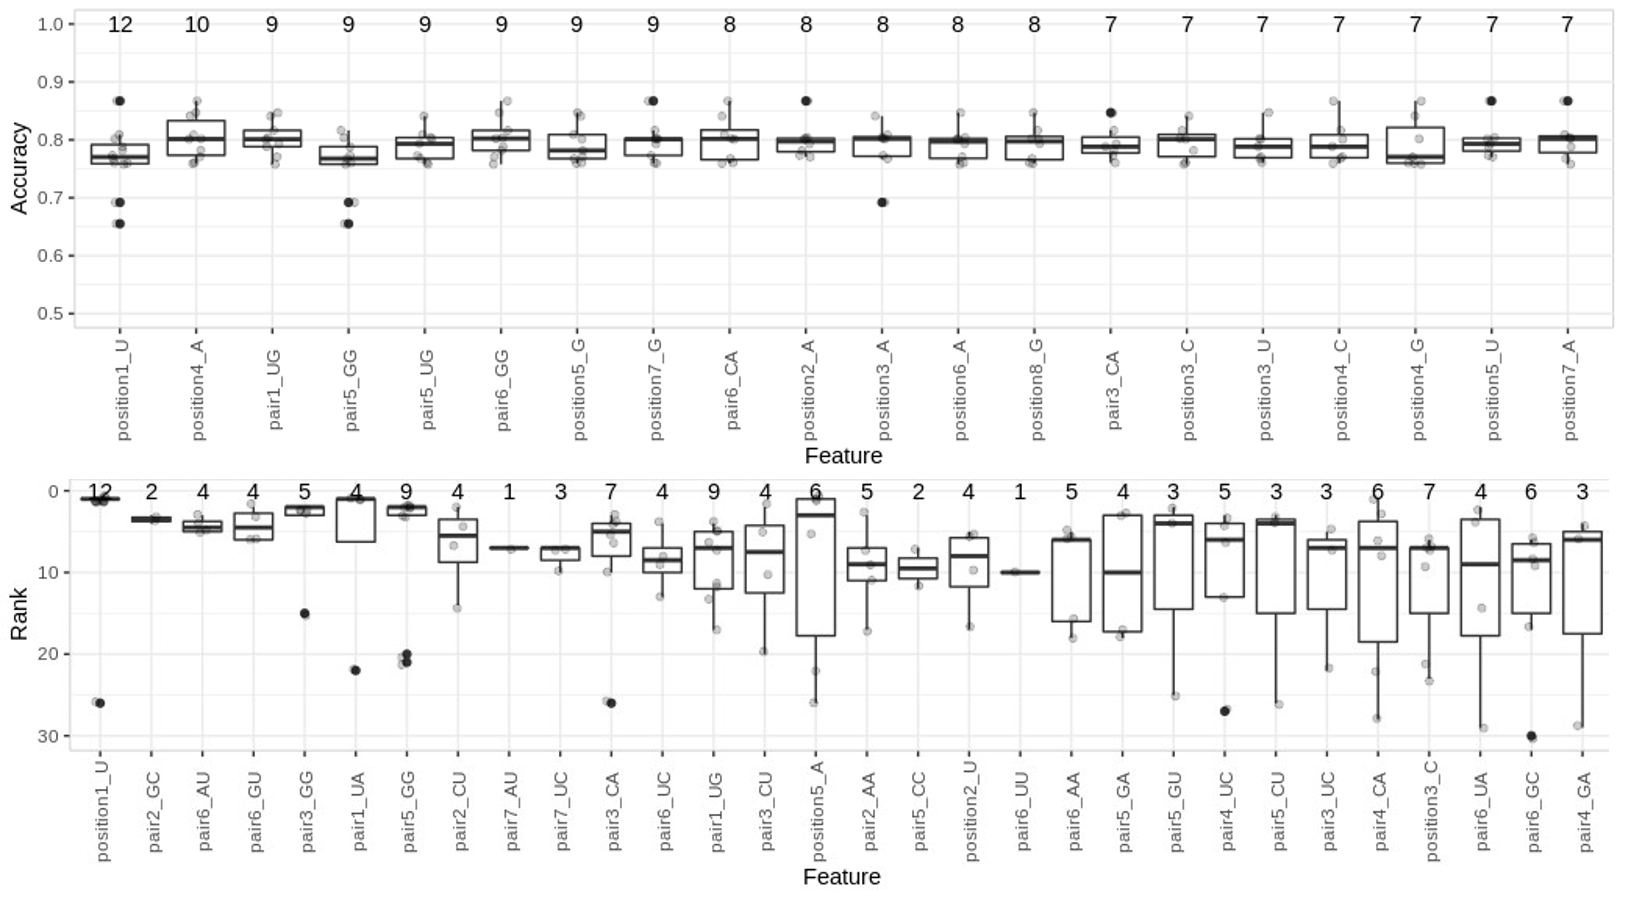 12 10 9 9 9 9 9 9 8 8 8 8 8 7 7 7 7 7 7 7
1.0
0.9
0.8
0.7
0.6
0.5
Accuracy
position1_U position4_A pair1_UG pair5_GG pair5_UG pair6_GG position5_G position7_G pair6_CA position2_A position3_A position6_A position8_G pair3_CA position3_C position3_U position4_C position4_G position5_U position7_A
Feature
12 2 4 4 5 4 9 4 1 3 7 4 9 4 6 5 2 4 1 5 4 3 5 3 3 6 7 4 6 3
0
10
20
30
Rank
position1_U pair2_GC pair6_AU pair6_GU pair3_GG pair1_UA pair5_GG pair2_CU pair7_AU pair7_UC pair3_CA pair6_UC pair1_UG pair3_CU position5_A pair2_AA pair5_CC position2_U pair6_UU pair6_AA pair5_GA pair5_GU pair4_UC pair5_CU pair3_UC pair4_CA position3_C pair6_UA pair6_GC pair4_GA
Feature